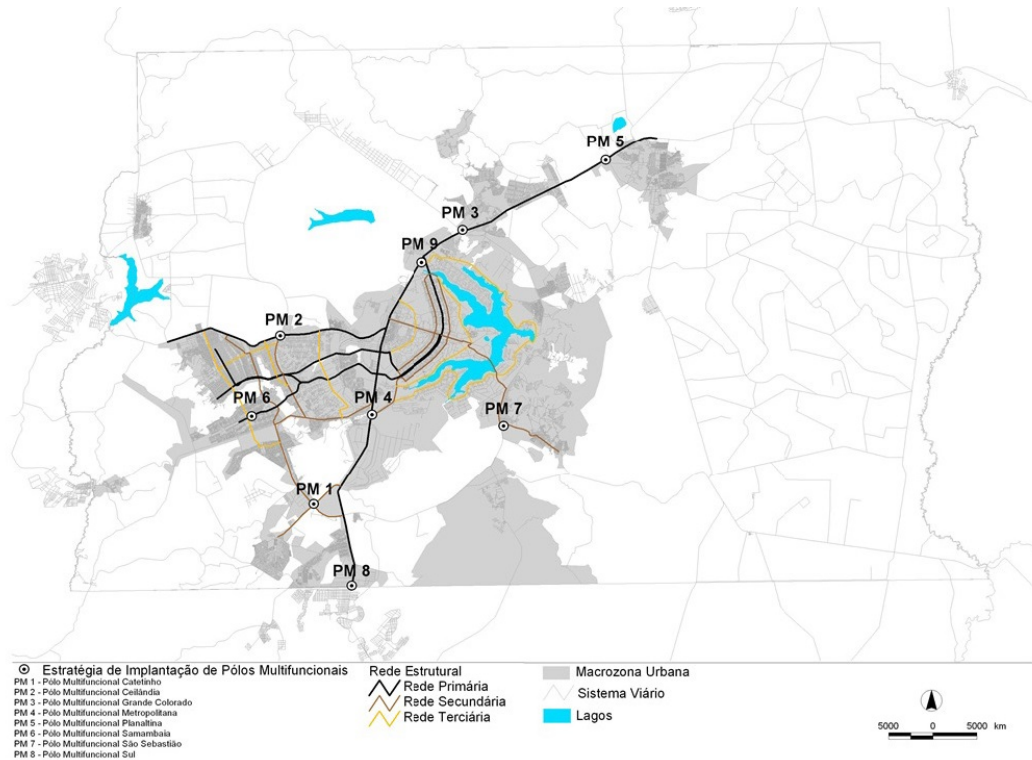 PM 5
PM 3
PM 9
PM 2
PM 6
PM 4
PM 7
PM 1
PM 8
Estratégia de Implantação de Pólos Multifuncionais
PM 1 - Pólo Multifuncional Catetinho
PM 2 - Pólo Multifuncional Ceilândia
PM 3 - Pólo Multifuncional Grande Colorado
PM 4 - Pólo Multifuncional Metropolitana
PM 5 - Pólo Multifuncional Planaltina
PM 6 - Pólo Multifuncional Samambaia
PM 7 - Pólo Multifuncional São Sebastião
PM 8 - Pólo Multifuncional Sul
Rede Estrutural
Rede Primária
Rede Secundária
Rede Terciária
Macrozona Urbana
Sistema Viário
Lagos
5000 0 5000 km